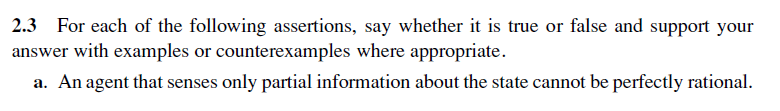 2.3 For each of the following assertions, say whether it is true or false and support your
answer with examples or counterexamples where appropriate.
a. An agent that senses only partial information about the state cannot be perfectly rational.